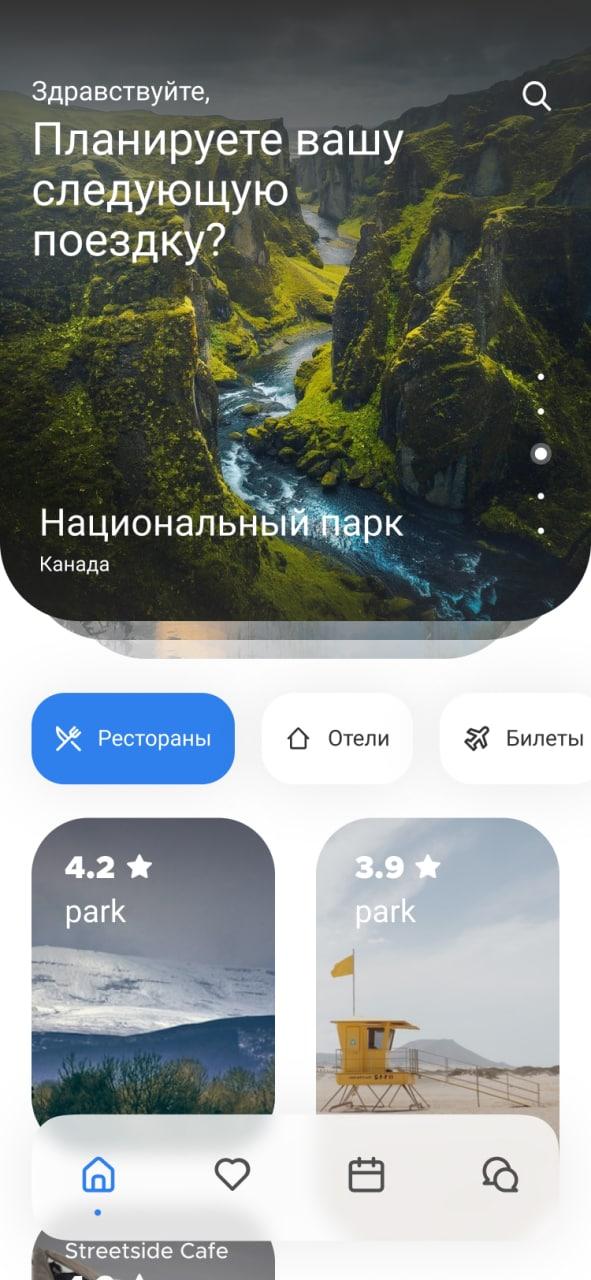 Здравствуйте,
Планируете вашу
следующую
поездку?
Национальный парк
Канада
Рестораны
Отели
Билеты
4.2
park
3.9
park
Streetside Cafe